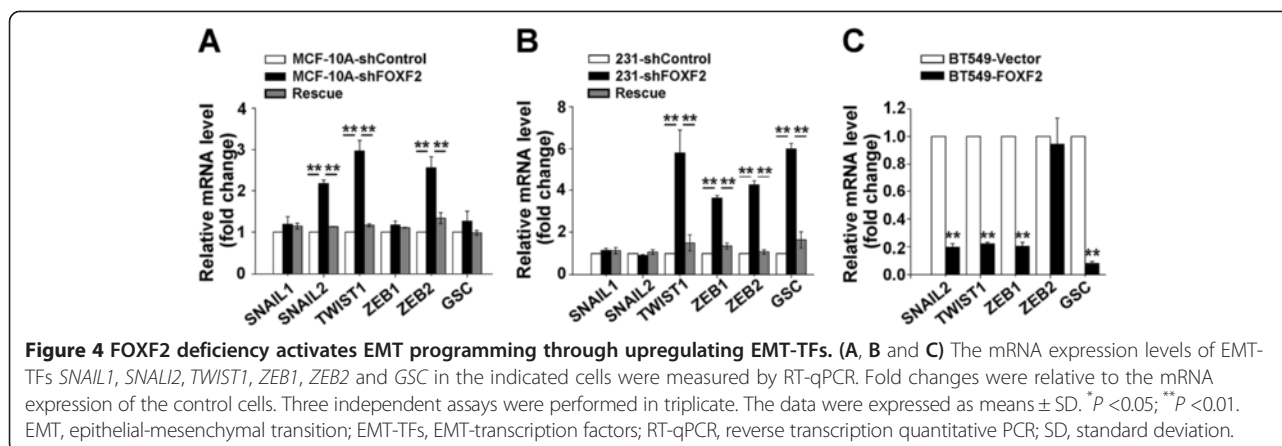 A
MCF-10A-shControl
MCF-10A-shFOXF2
Rescue
Relative mRNA level
(fold change)
4
3
2
1
0
** **
** **
** **
SNAIL1
SNAIL2
TWIST1
ZEB1
ZEB2
GSC
B
231-shControl
231-shFOXF2
Rescue
Relative mRNA level
(fold change)
8
6
4
2
0
** **
** **
** **
** **
SNAIL1
SNAIL2
TWIST1
ZEB1
ZEB2
GSC
C
BT549-Vector
BT549-FOXF2
Relative mRNA level
(fold change)
1.2
1.0
0.8
0.6
0.4
0.2
0.0
**
**
**
**
SNAIL2
TWIST1
ZEB1
ZEB2
GSC
Figure 4 FOXF2 deficiency activates EMT programming through upregulating EMT-TFs. (A, B and C) The mRNA expression levels of EMT-
TFs SNAIL1, SNALI2, TWIST1, ZEB1, ZEB2 and GSC in the indicated cells were measured by RT-qPCR. Fold changes were relative to the mRNA
expression of the control cells. Three independent assays were performed in triplicate. The data were expressed as means ± SD. *P <0.05; **P <0.01.
EMT, epithelial-mesenchymal transition; EMT-TFs, EMT-transcription factors; RT-qPCR, reverse transcription quantitative PCR; SD, standard deviation.